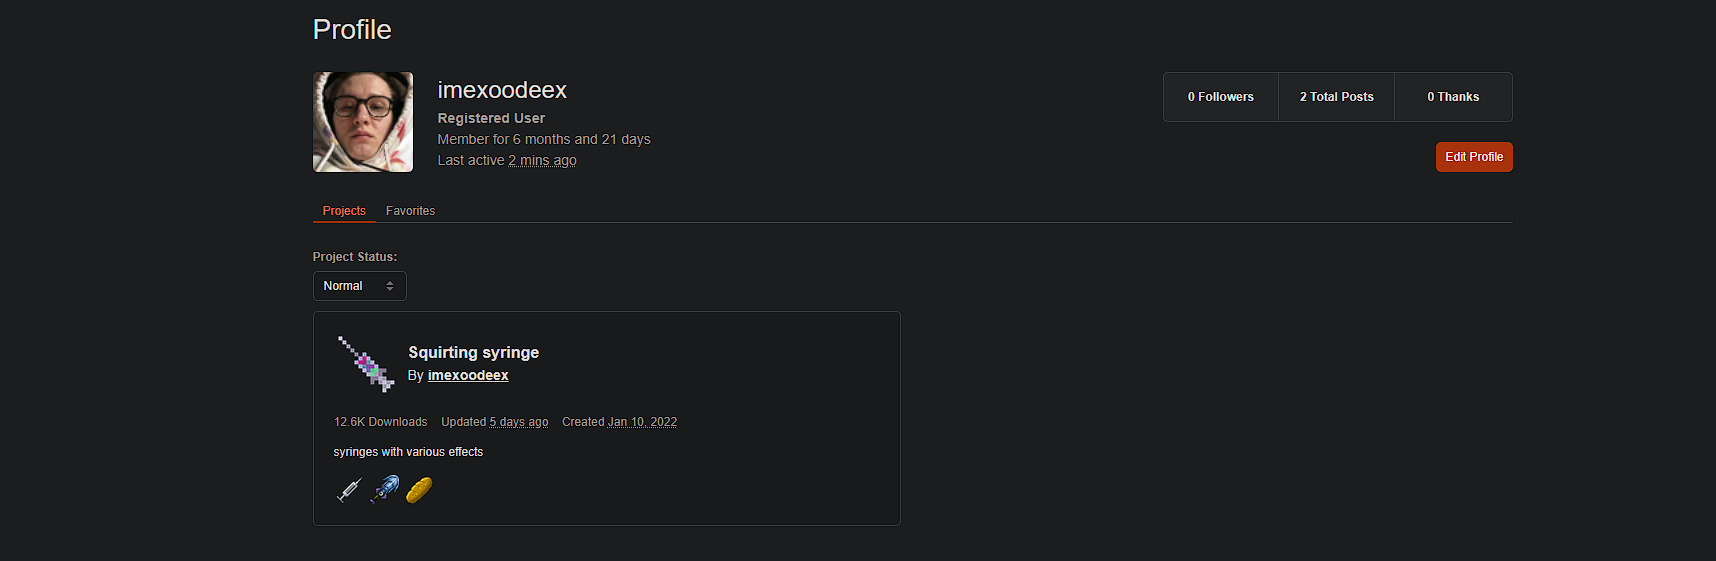 Profile
imexoodeex
Registered User
Member for 6 months and 21 days
Last active 2 mins ago
0 Followers
2 Total Posts
0 Thanks
Edit Profile
Projects
Favorites
Project Status:
Normal
Squirting syringe
By imexoodeex
12.6K Downloads Updated 5 days ago Created Jan 10, 2022
syringes with various effects